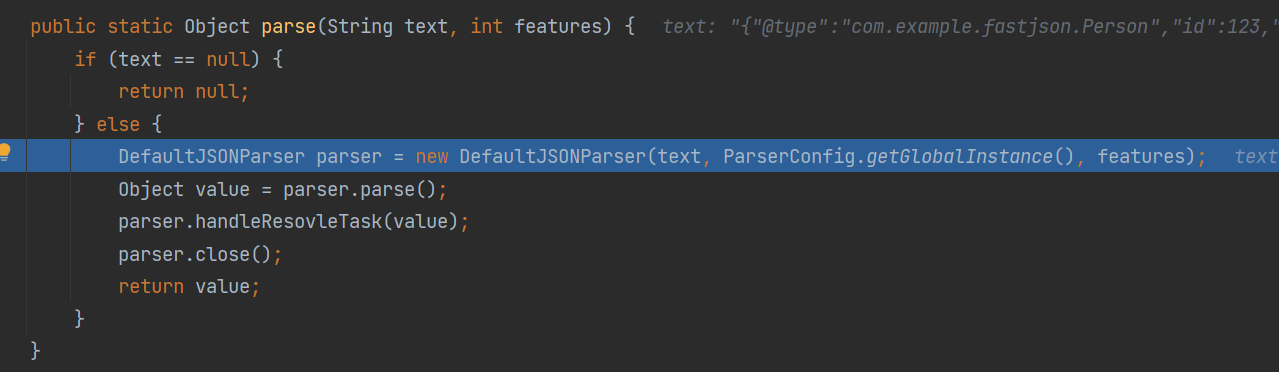 public static Object parse(String text, int features) {   text: "{"@type":"com.example.fastjson.Person","id":123,"
    if (text == null) {
        return null;
    } else {
        DefaultJSONParser parser = new DefaultJSONParser(text, ParserConfig.getGlobalInstance(), features);   text
        Object value = parser.parse();
        parser.handleResovleTask(value);
        parser.close();
        return value;
    }
}